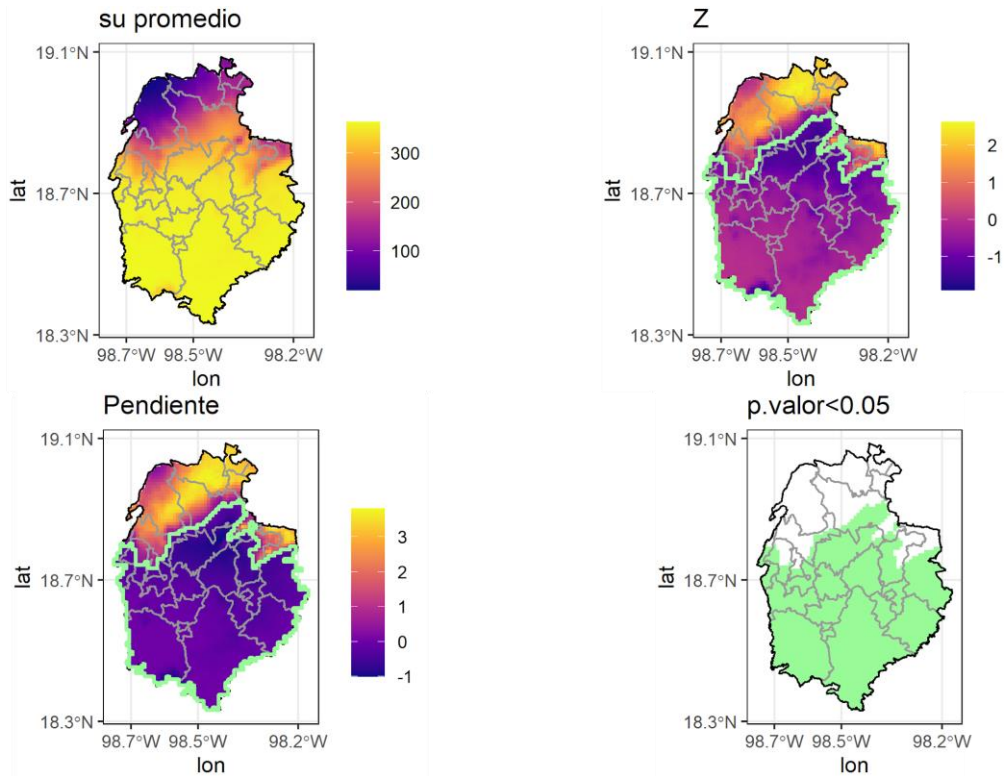 su promedio
19.1°N
18.7°N
18.3°N
lat
98.7°W 98.5°W 98.2°W
lon
300
200
100
Z
19.1°N
18.7°N
18.3°N
lat
98.7°W 98.5°W 98.2°W
lon
2
1
0
-1
Pendiente
19.1°N
18.7°N
18.3°N
lat
98.7°W 98.5°W 98.2°W
lon
3
2
1
0
-1
p.valor<0.05
19.1°N
18.7°N
18.3°N
lat
98.7°W 98.5°W 98.2°W
lon